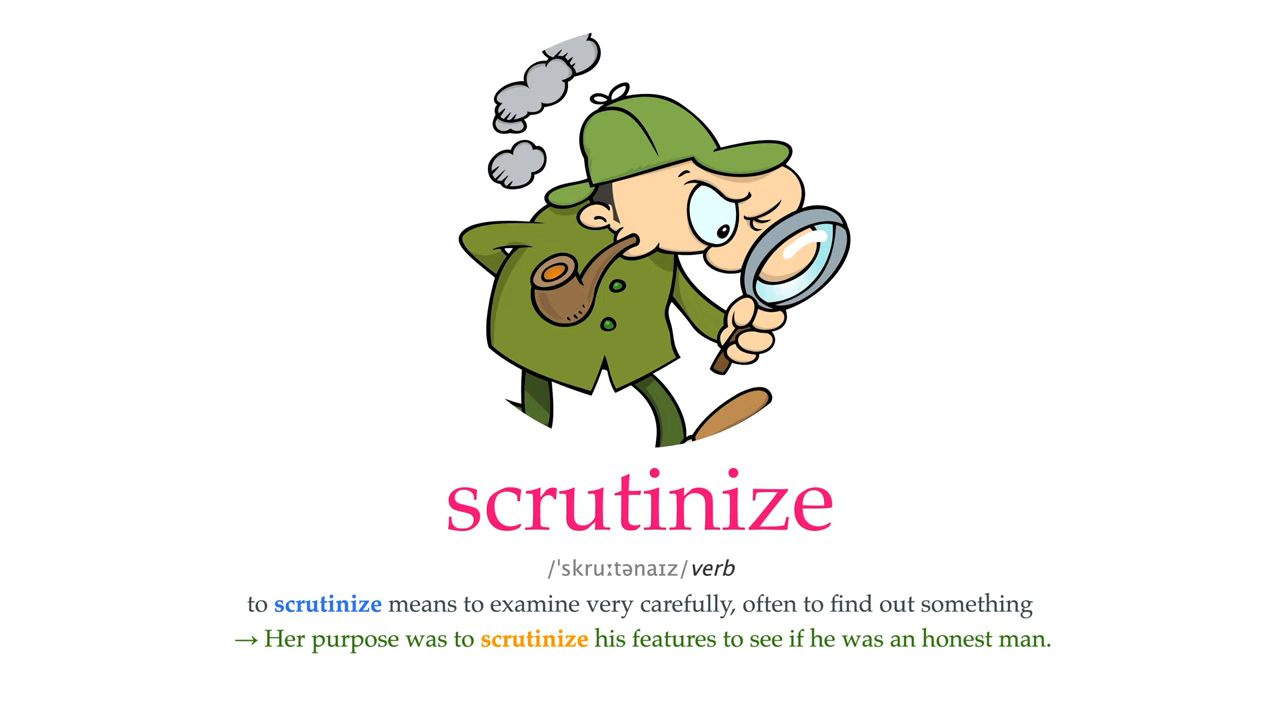 scrutinize
/ˈskruːtənaɪz/ verb
to scrutinize means to examine very carefully, often to find out something
→ Her purpose was to scrutinize his features to see if he was an honest man.